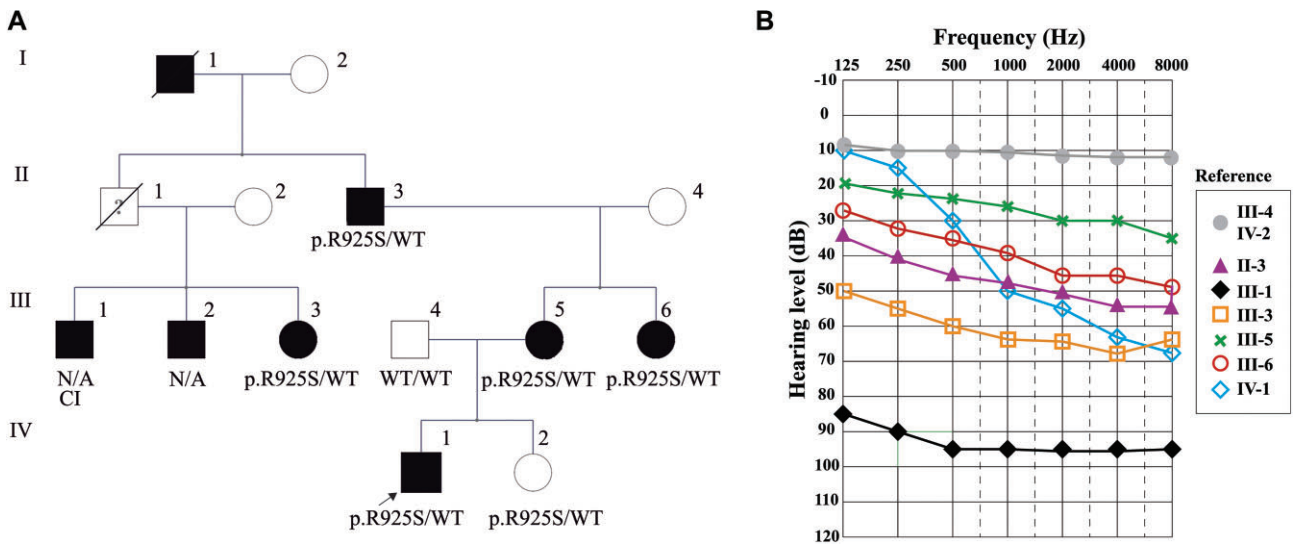 A
I
1
2
II
?
1
2
3
4
p.R925S/WT
III
1
2
3
4
5
6
N/A
CI
N/A
p.R925S/WT
WT/WT
p.R925S/WT
p.R925S/WT
IV
1
2
p.R925S/WT
p.R925S/WT
B
Frequency (Hz)
125 250 500 1000 2000 4000 8000
Hearing level (dB)
-10
0
10
20
30
40
50
60
70
80
90
100
110
120
Reference
III-4
IV-2
II-3
III-1
III-3
III-5
III-6
IV-1